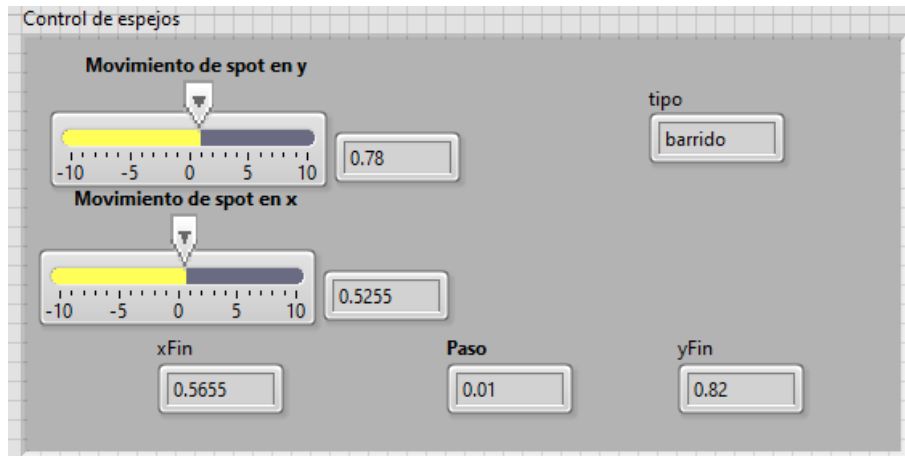 Control de espejos
Movimiento de spot en y
-10 -5 0 5 10
0.78
tipo
barrido
Movimiento de spot en x
-10 -5 0 5 10
0.5255
xFin
0.5655
Paso
0.01
yFin
0.82